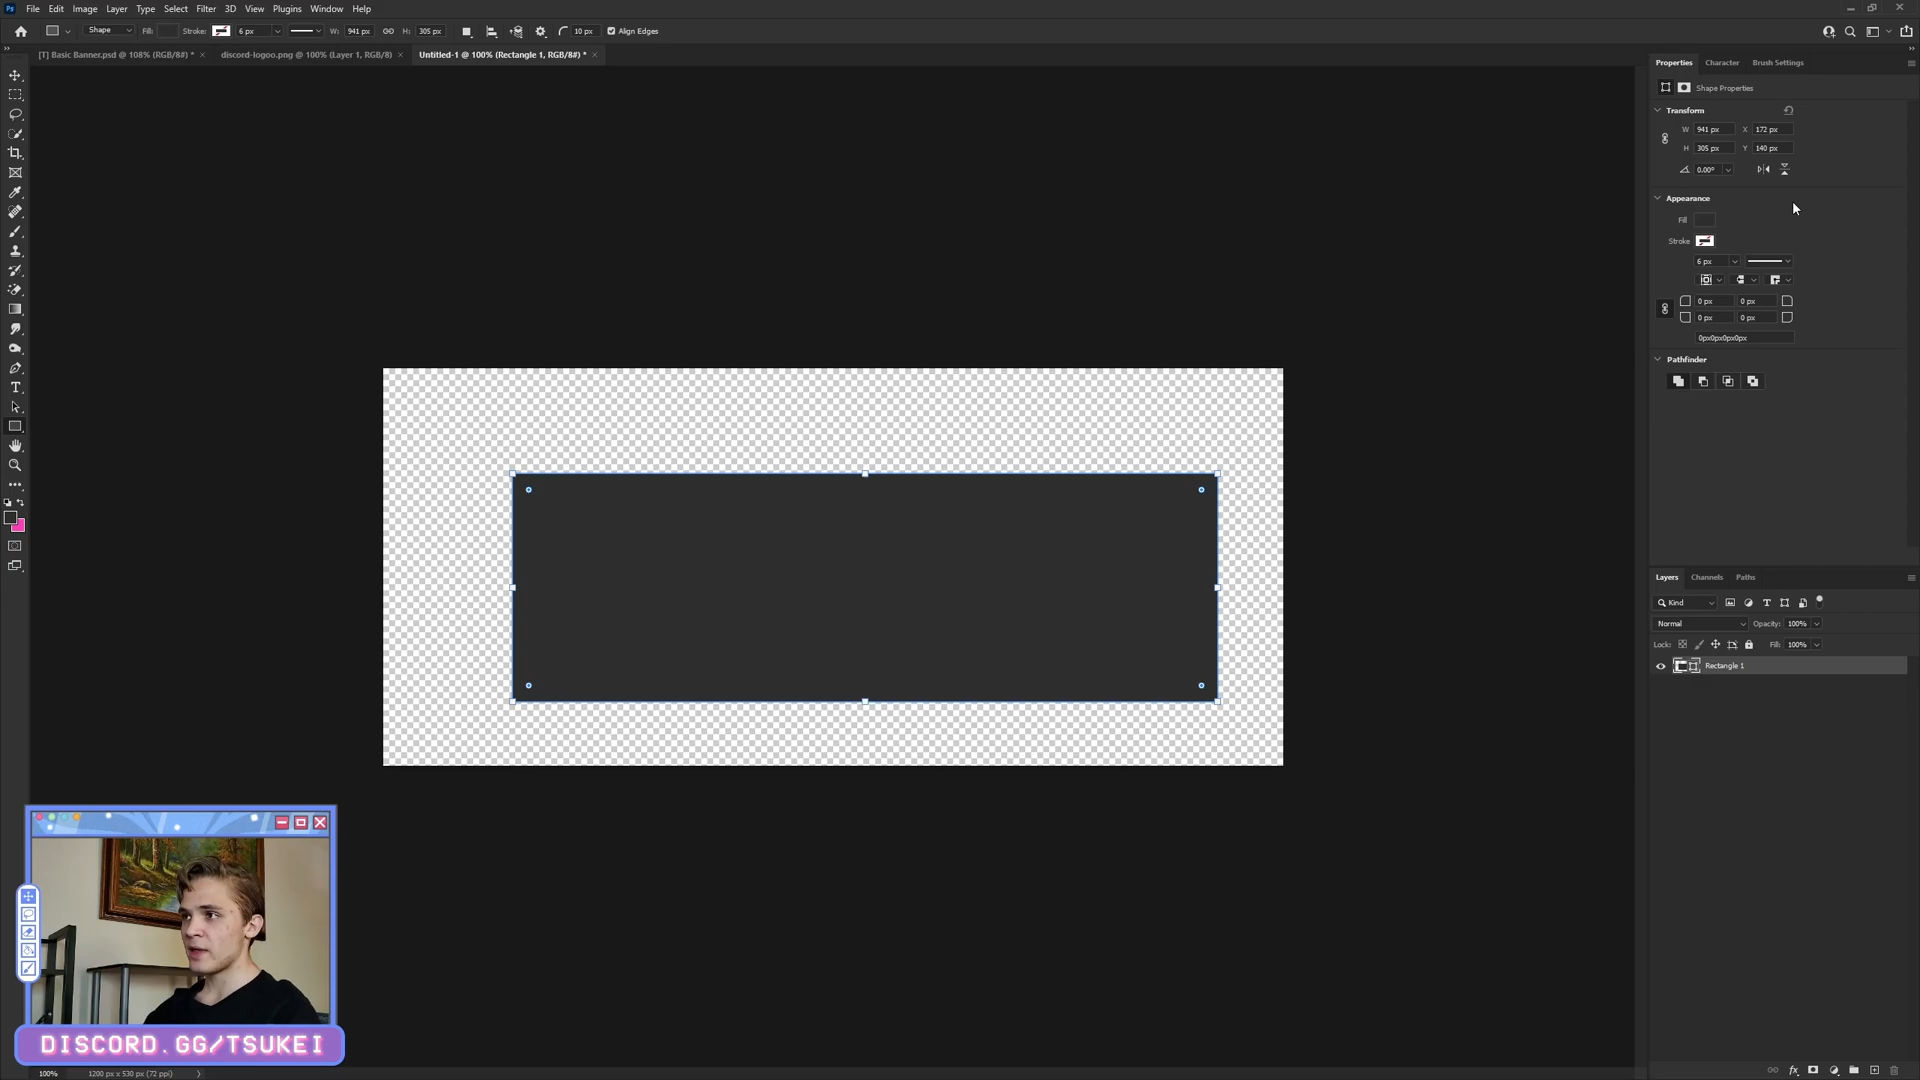 Ps File Edit Image Layer Type Select Filter 3D View Plugins Window Help
Shape Fill: Stroke: 6 px W: 941 px H: 305 px 10 px Align Edges
[T] Basic Banner.psd @ 108% (RGB/8#) * × discord-logoo.png @ 100% (Layer 1, RGB/8) × Untitled-1 @ 100% (Rectangle 1, RGB/8#) * ×
Properties Character Brush Settings
Shape Properties
Transform
W 941 px X 172 px
H 305 px Y 140 px
0.00°
Appearance
Fill
Stroke
6 px
0 px 0 px
0 px 0 px
0px0px0px0px
Pathfinder
Layers Channels Paths
Kind
Normal Opacity: 100%
Lock: Fill: 100%
Rectangle 1
DISCORD.GG/TSUKEI
100% 1200 px x 530 px (72 ppi)